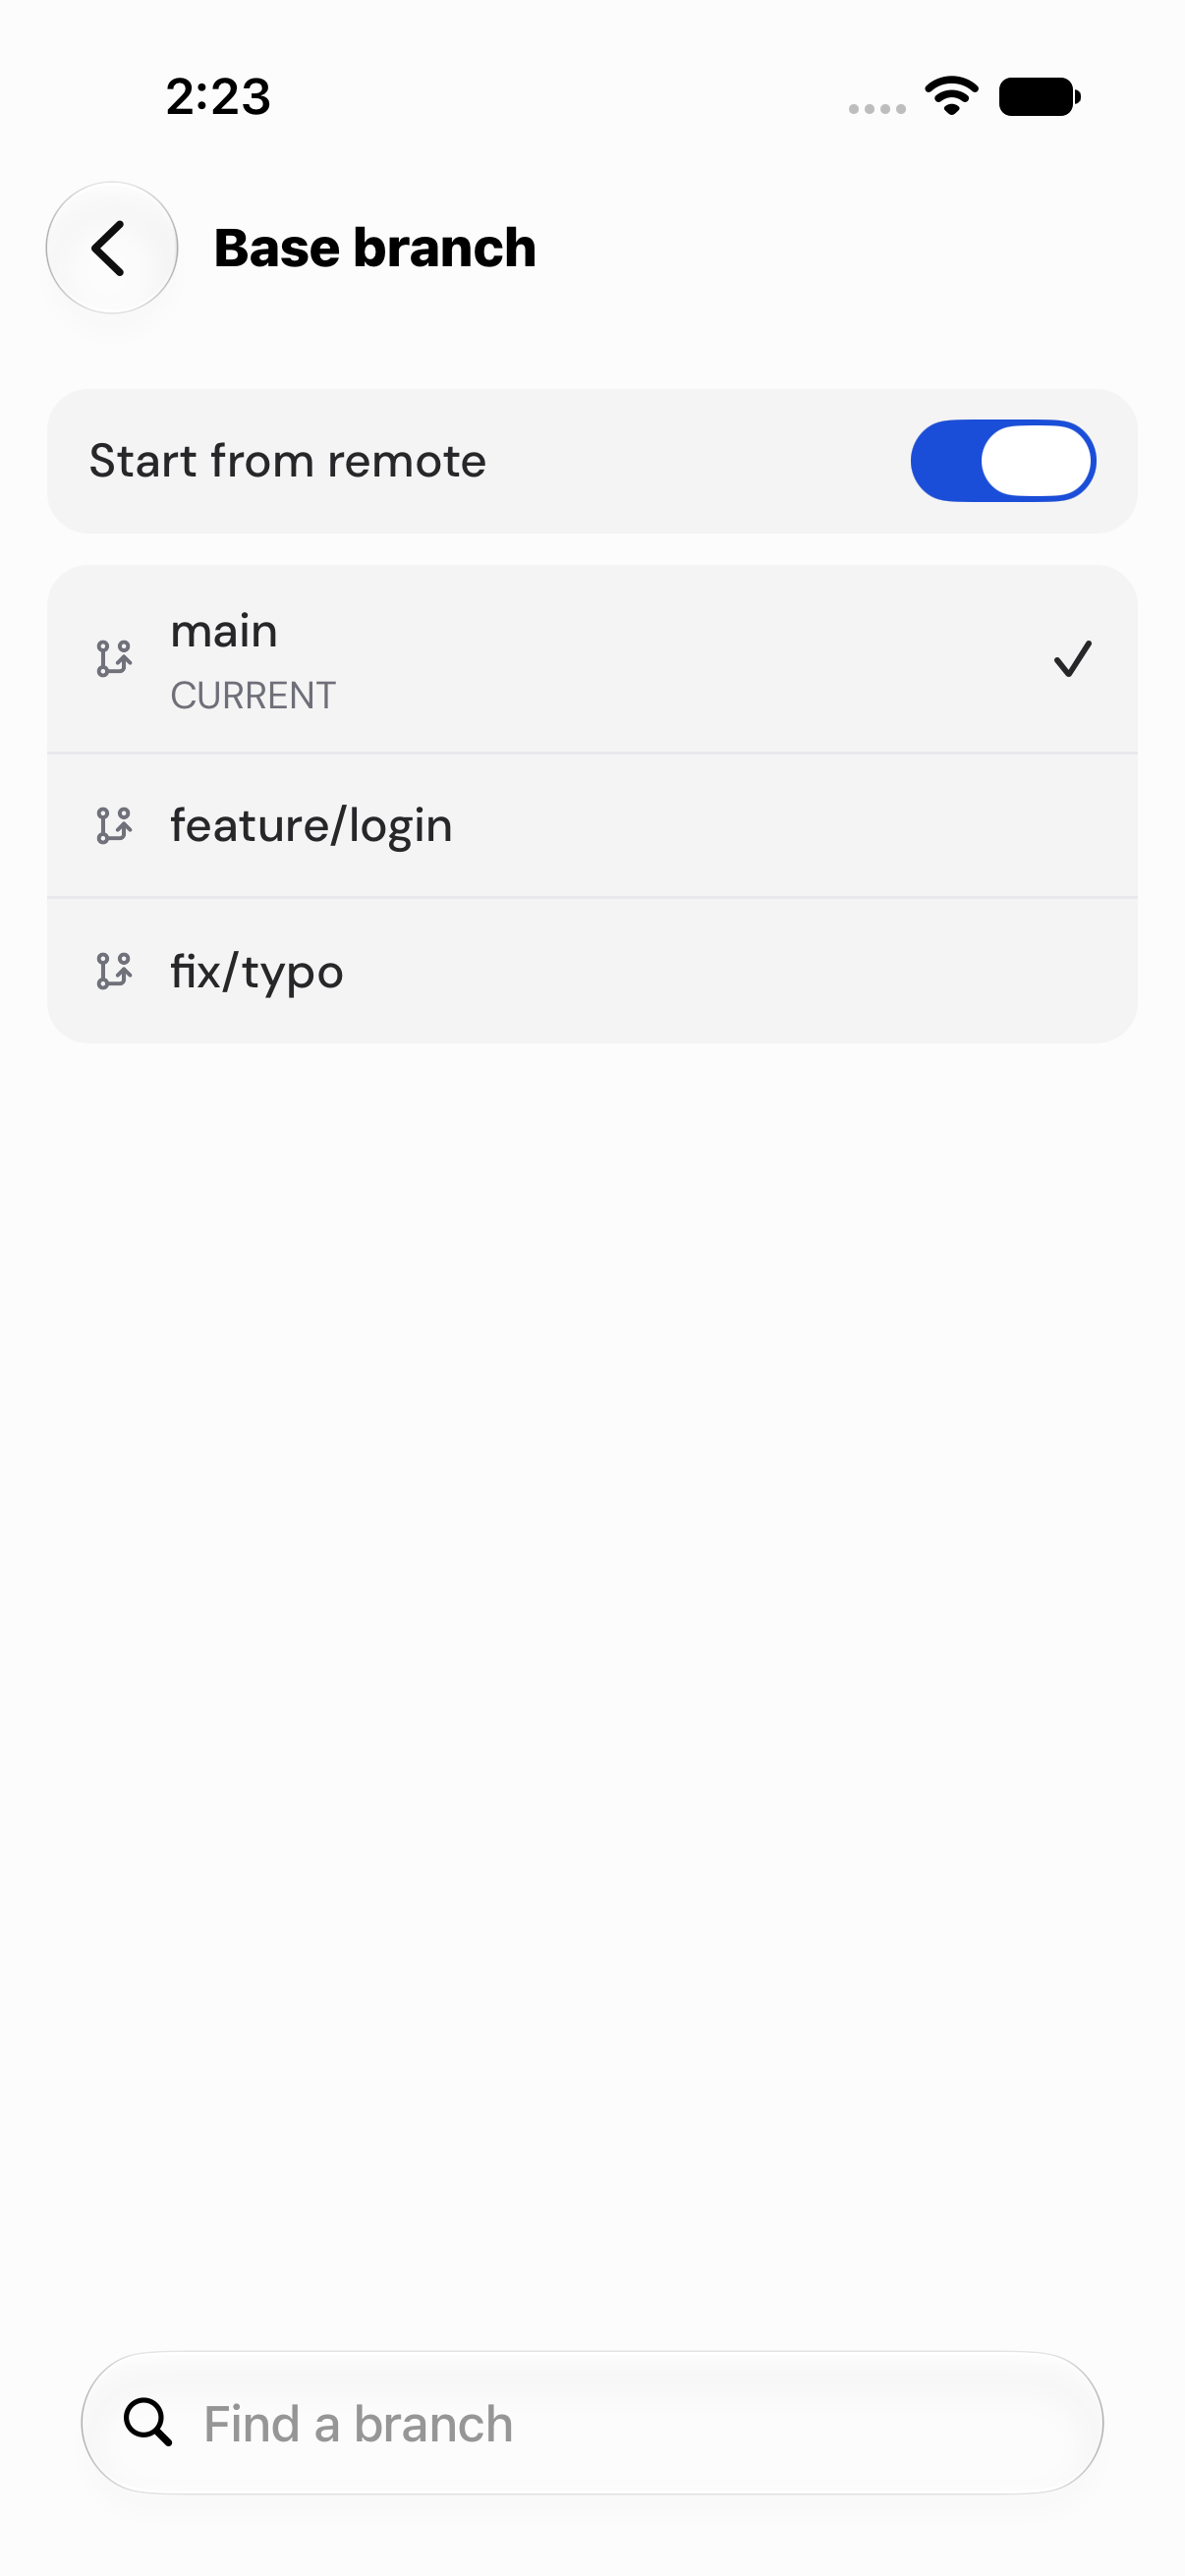 2:23
Base branch
Start from remote
main
CURRENT
feature/login
fix/typo
Find a branch